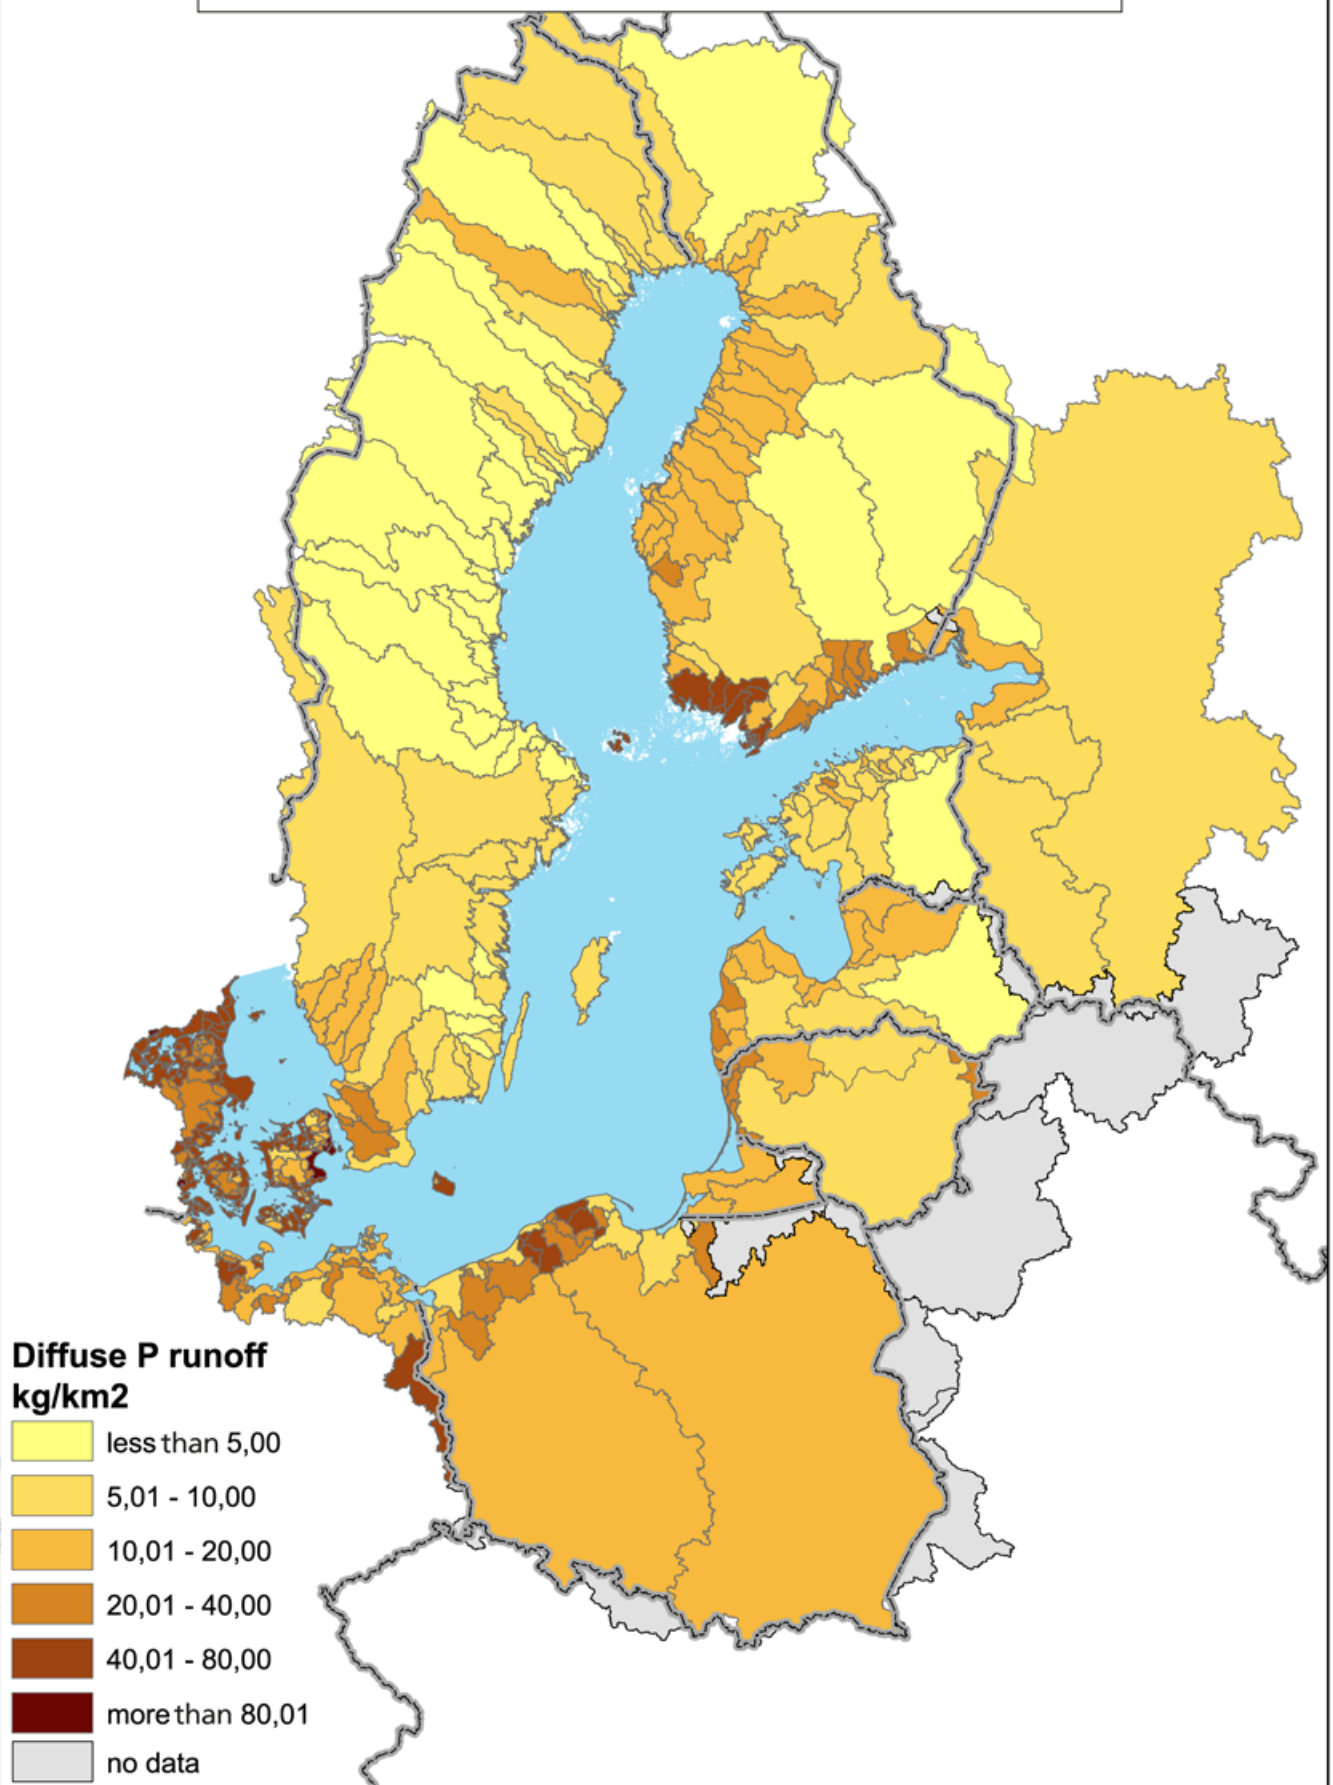 Diffuse P runoff
kg/km2
less than 5,00
5,01 - 10,00
10,01 - 20,00
20,01 - 40,00
40,01 - 80,00
more than 80,01
no data